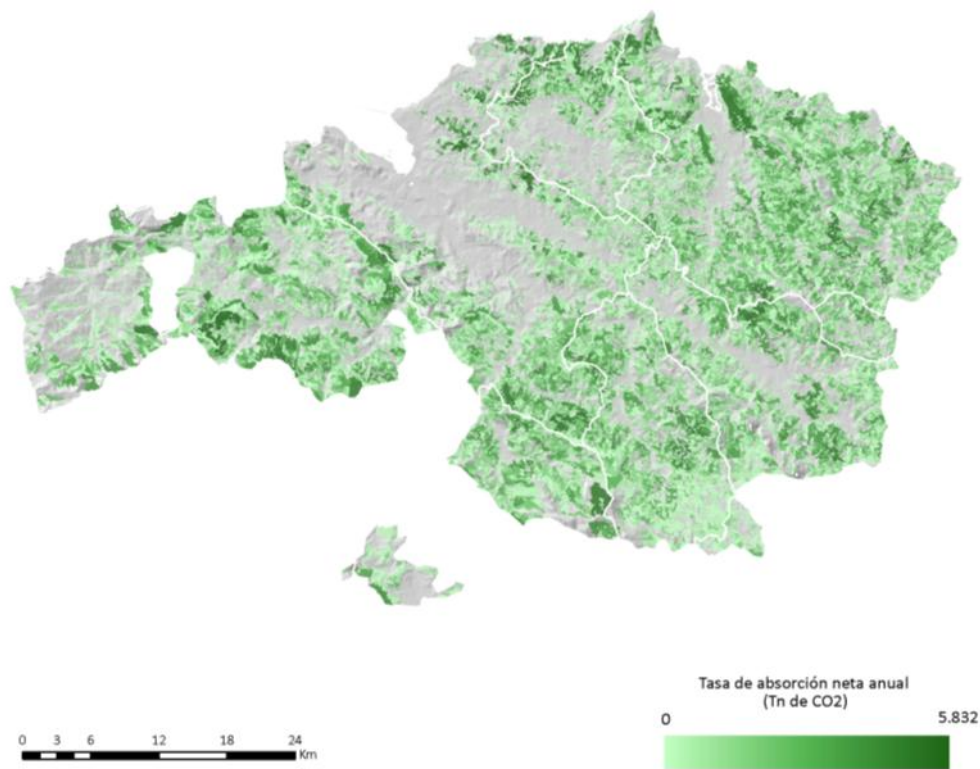 Tasa de absorción neta anual
(Tn de CO2)
0 5.832
0 3 6 12 18 24
Km